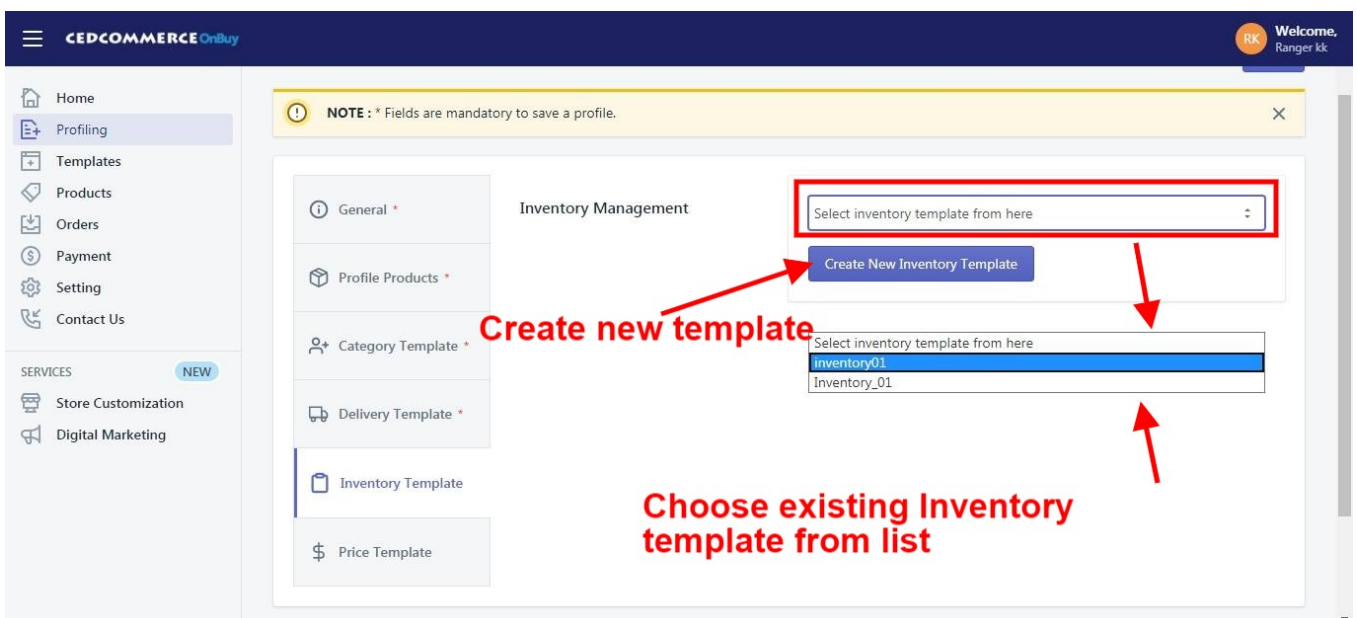 CEDCOMMERCE OnBuy
RK
Welcome,
Ranger kk
Home
Profiling
Templates
Products
Orders
Payment
Setting
Contact Us
SERVICES
NEW
Store Customization
Digital Marketing
NOTE : * Fields are mandatory to save a profile.
General *
Profile Products *
Category Template *
Delivery Template *
Inventory Template
Price Template
Inventory Management
Select inventory template from here
Create New Inventory Template
Create new template
Select inventory template from here
inventory01
Inventory_01
Choose existing Inventory
template from list